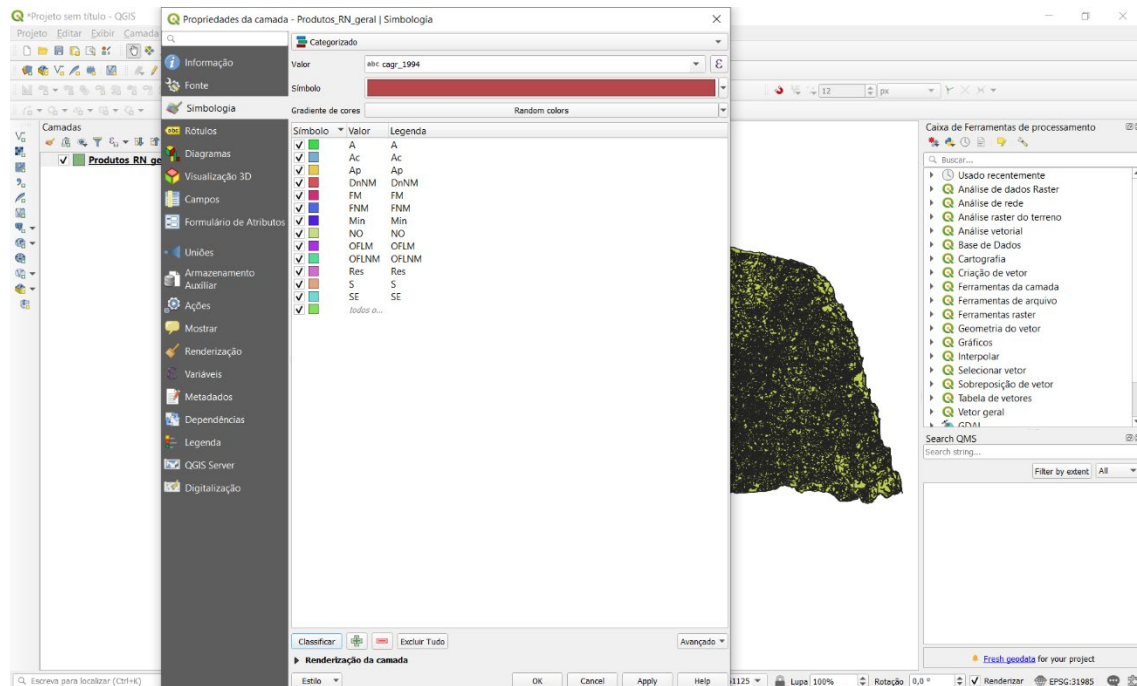 *Projeto sem título - QGIS
Projeto Editar Exibir Camada
Propriedades da camada - Produtos_RN_geral | Simbologia
Categorizado
Informação
Fonte
Simbologia
Rótulos
Diagramas
Visualização 3D
Campos
Formulário de Atributos
Uniões
Armazenamento
Auxiliar
Ações
Mostrar
Renderização
Variáveis
Metadados
Dependências
Legenda
QGIS Server
Digitalização
Valor abc cagr_1994 ε
Símbolo
Gradiente de cores Random colors
Símbolo Valor Legenda
A A
Ac Ac
Ap Ap
DnNM DnNM
FM FM
FNM FNM
Min Min
NO NO
OFLM OFLM
OFLNM OFLNM
Res Res
S S
SE SE
todos o...
Classificar Excluir Tudo Avançado
Renderização da camada
Estilo OK Cancel Apply Help
Camadas
Produtos RN ge
12 px
Caixa de Ferramentas de processamento
Buscar...
Usado recentemente
Análise de dados Raster
Análise de rede
Análise raster do terreno
Análise vetorial
Base de Dados
Cartografia
Criação de vetor
Ferramentas da camada
Ferramentas de arquivo
Ferramentas raster
Geometria do vetor
Gráficos
Interpolar
Selecionar vetor
Sobreposição de vetor
Tabela de vetores
Vetor geral
GDAL
Search QMS
Search string...
Filter by extent All
Fresh geodata for your project
Escreva para localizar (Ctrl+K)
1125 Lupa 100% Rotação 0,0 ° Renderizar EPSG:31985